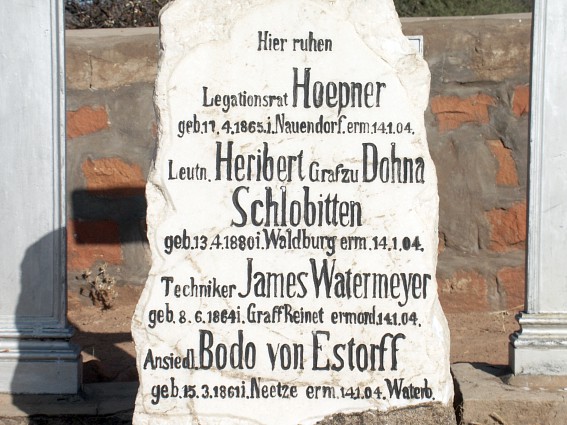 Hier ruhen
Legationsrat Hoepner
geb.17.4.1865.i.Nauendorf.erm.14.1.04.
Leutn. Heribert Graf zu Dohna
Schlobitten
geb.13.4.1880i.Waldburg erm.14.1.04.
Techniker James Watermeyer
geb.8.6.1864i.GraffReinet ermord.14.1.04.
Ansiedl. Bodo von Estorff
geb.15.3.1861i.Neetze erm.14.1.04. Waterb.